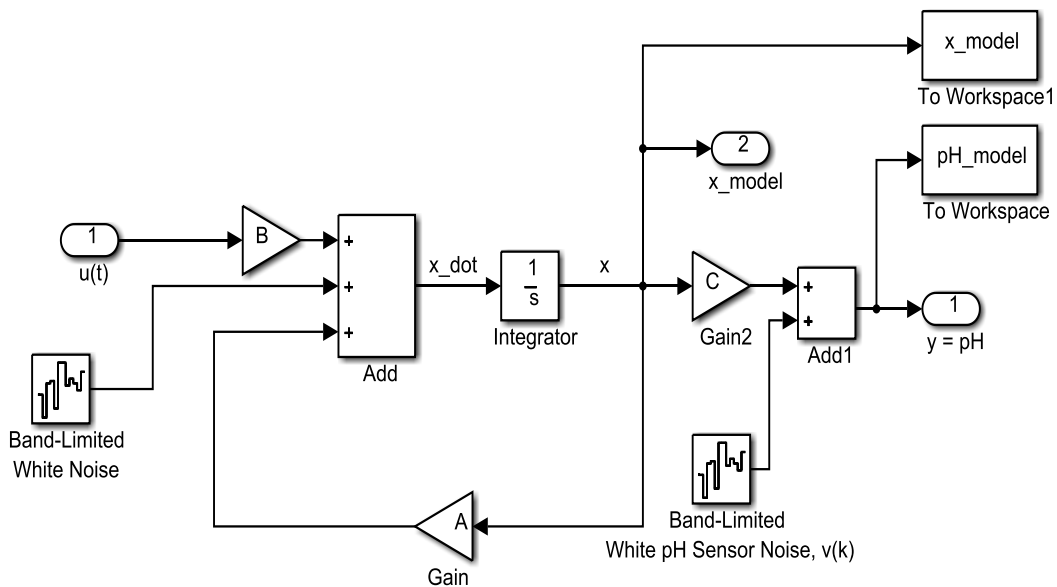 x_model
To Workspace1
2
x_model
pH_model
To Workspace
1
u(t)
B
+
+
+
Add
x_dot
1
s
Integrator
x
C
Gain2
+
+
Add1
1
y = pH
Band-Limited
White Noise
A
Gain
Band-Limited
White pH Sensor Noise, v(k)